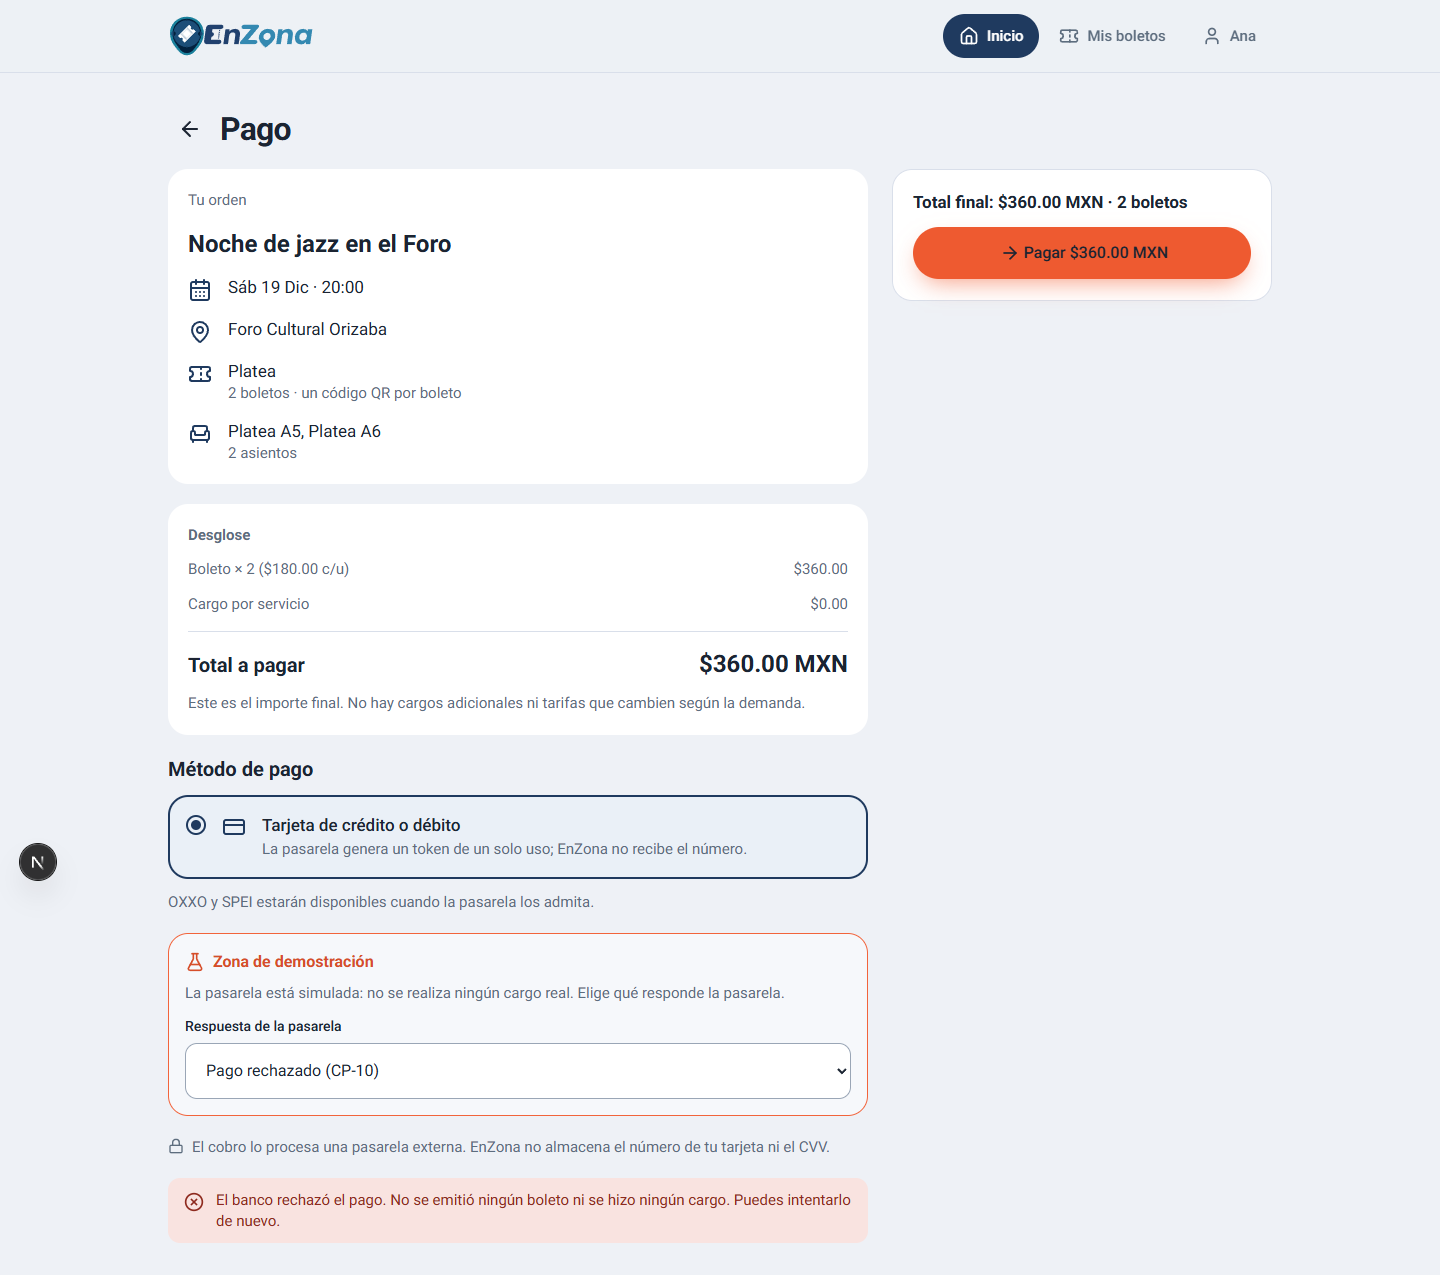 EnZona
Inicio
Mis boletos
Ana
Pago
Tu orden
Noche de jazz en el Foro
Sáb 19 Dic · 20:00
Foro Cultural Orizaba
Platea
2 boletos · un código QR por boleto
Platea A5, Platea A6
2 asientos
Total final: $360.00 MXN · 2 boletos
Pagar $360.00 MXN
Desglose
Boleto × 2 ($180.00 c/u) $360.00
Cargo por servicio $0.00
Total a pagar $360.00 MXN
Este es el importe final. No hay cargos adicionales ni tarifas que cambien según la demanda.
Método de pago
Tarjeta de crédito o débito
La pasarela genera un token de un solo uso; EnZona no recibe el número.
OXXO y SPEI estarán disponibles cuando la pasarela los admita.
Zona de demostración
La pasarela está simulada: no se realiza ningún cargo real. Elige qué responde la pasarela.
Respuesta de la pasarela
Pago rechazado (CP-10)
El cobro lo procesa una pasarela externa. EnZona no almacena el número de tu tarjeta ni el CVV.
El banco rechazó el pago. No se emitió ningún boleto ni se hizo ningún cargo. Puedes intentarlo
de nuevo.
N